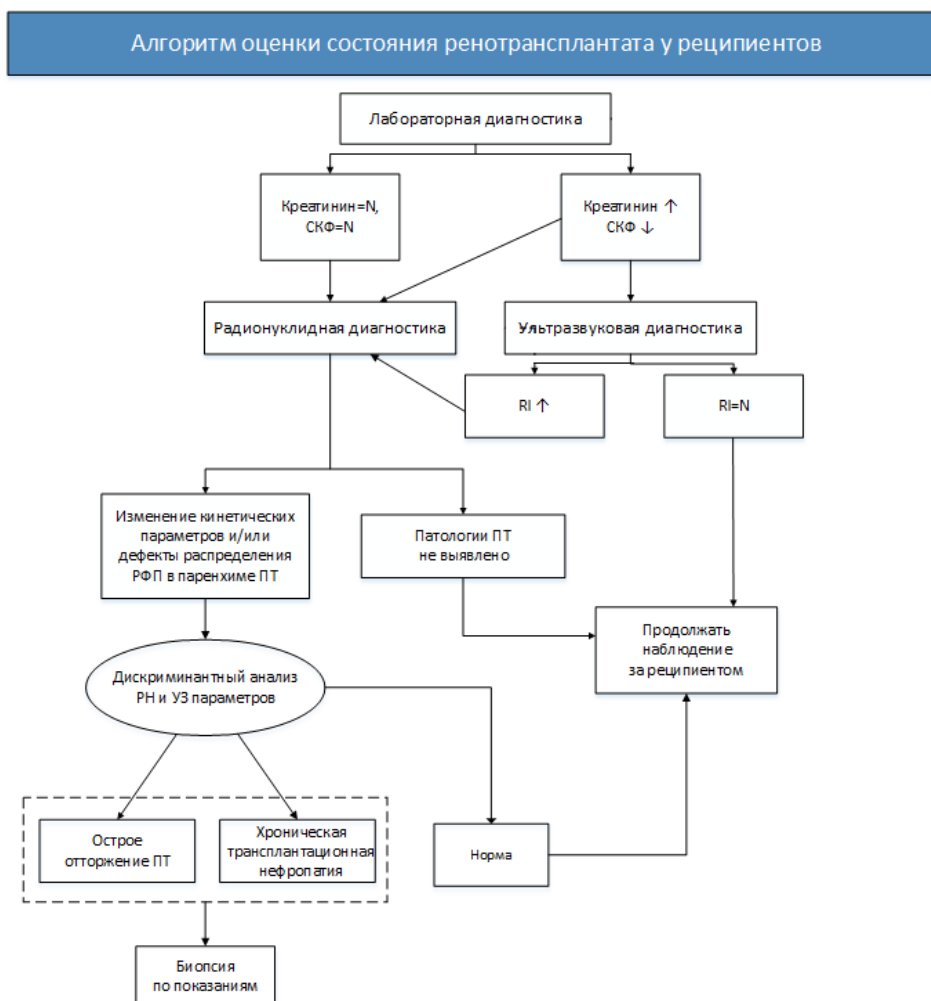 Алгоритм оценки состояния ренотрансплантата у реципиентов
Лабораторная диагностика
Креатинин=N,
СКФ=N
Креатинин ↑
СКФ ↓
Радионуклидная диагностика
Ультразвуковая диагностика
RI ↑
RI=N
Изменение кинетических
параметров и/или
дефекты распределения
РФП в паренхиме ПТ
Патологии ПТ
не выявлено
Продолжать
наблюдение
за реципиентом
Дискриминантный анализ
РН и УЗ параметров
Острое
отторжение ПТ
Хроническая
трансплантационная
нефропатия
Норма
Биопсия
по показаниям